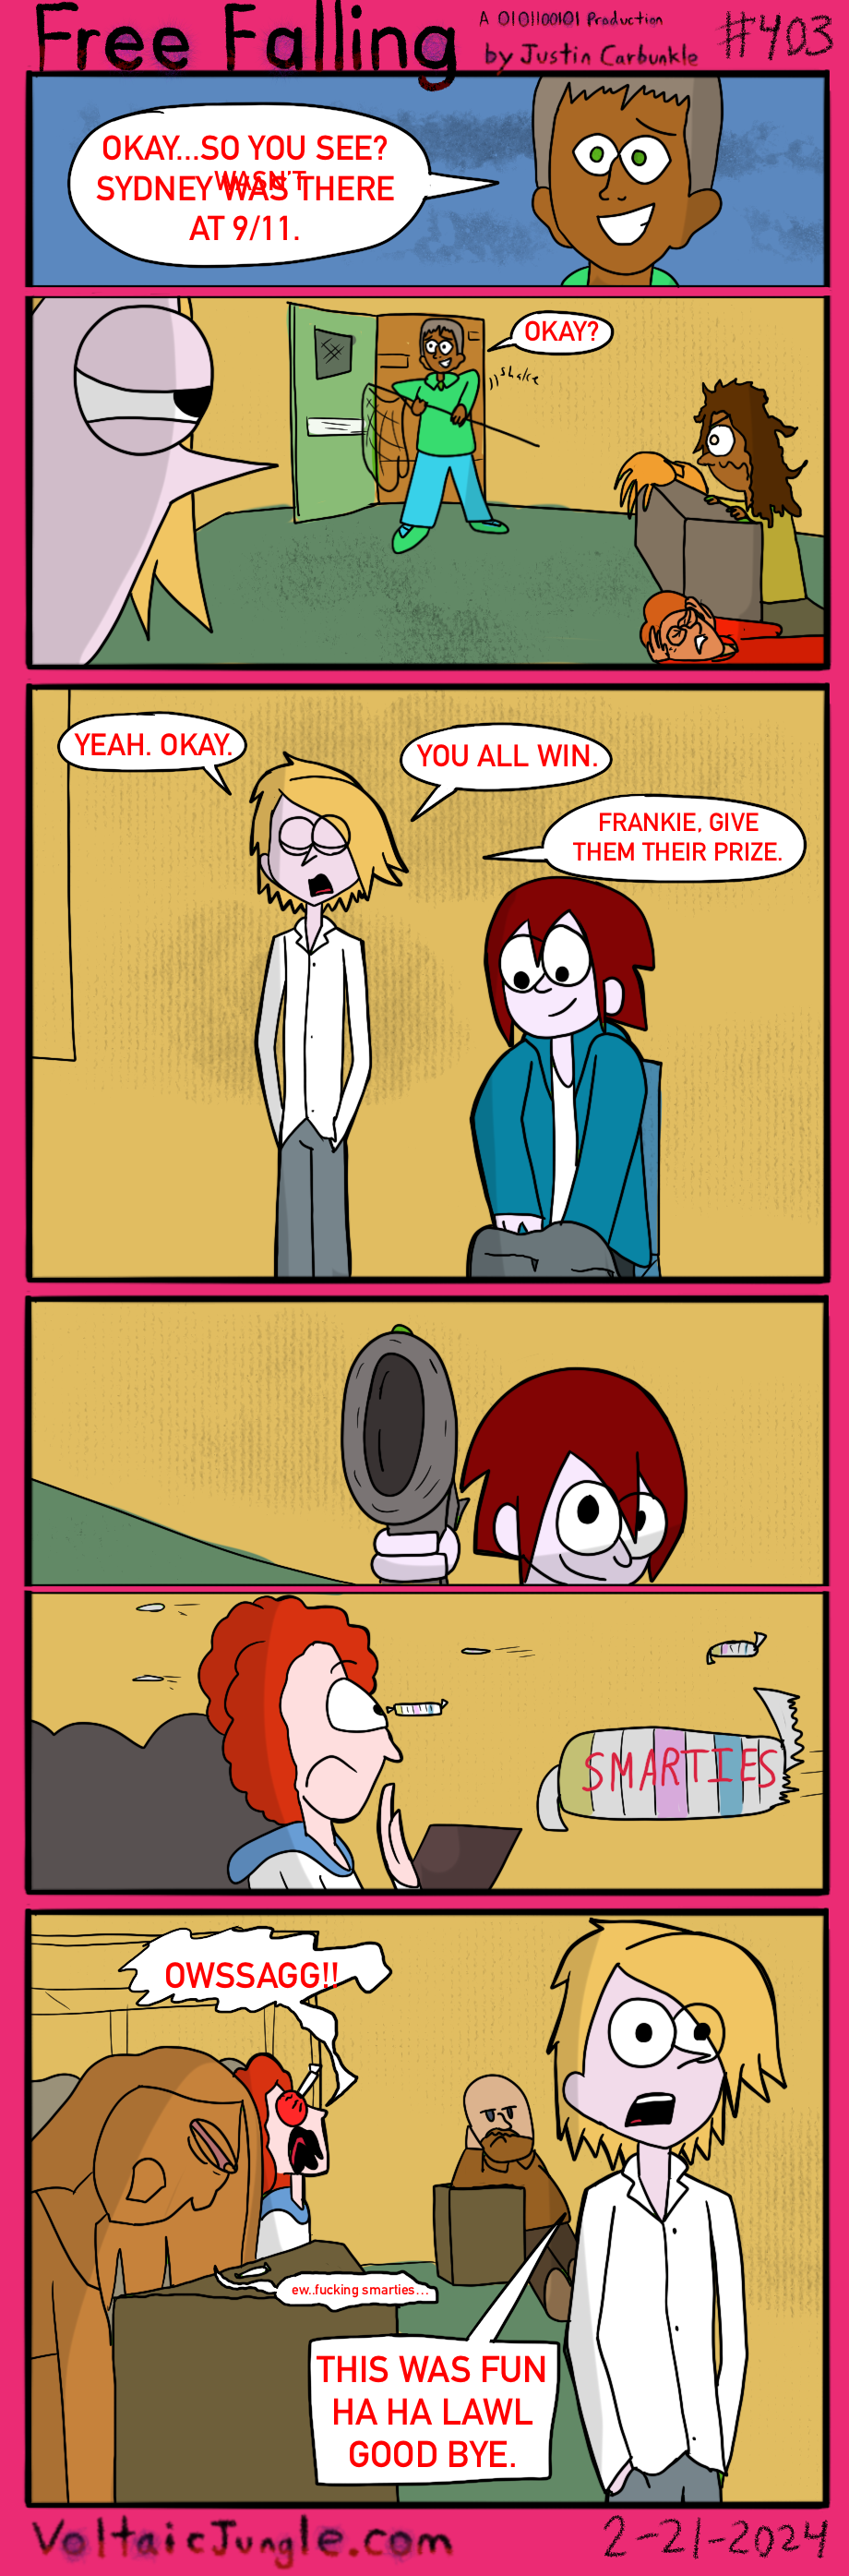 Free Falling
A 0101100101 Production
by Justin Carbunkle
#403
OKAY...SO YOU SEE?
WASN'T
SYDNEY WAS THERE
AT 9/11.
OKAY?
shake
YEAH. OKAY.
YOU ALL WIN.
FRANKIE, GIVE
THEM THEIR PRIZE.
SMARTIES
OWSSAGG!!
ew..fucking smarties...
THIS WAS FUN
HA HA LAWL
GOOD BYE.
VoltaicJungle.com
2-21-2024